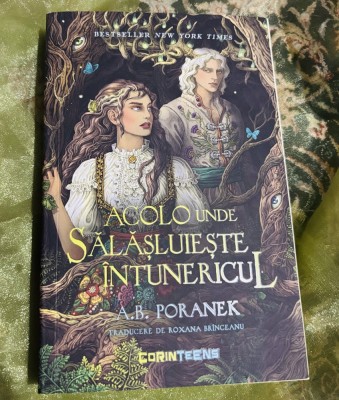 BESTSELLER NEW YORK TIMES
ACOLO UNDE
SĂLĂȘLUIEȘTE
ÎNTUNERICUL
A.B. PORANEK
TRADUCERE DE ROXANA BRÎNCEANU
CORINTEENS